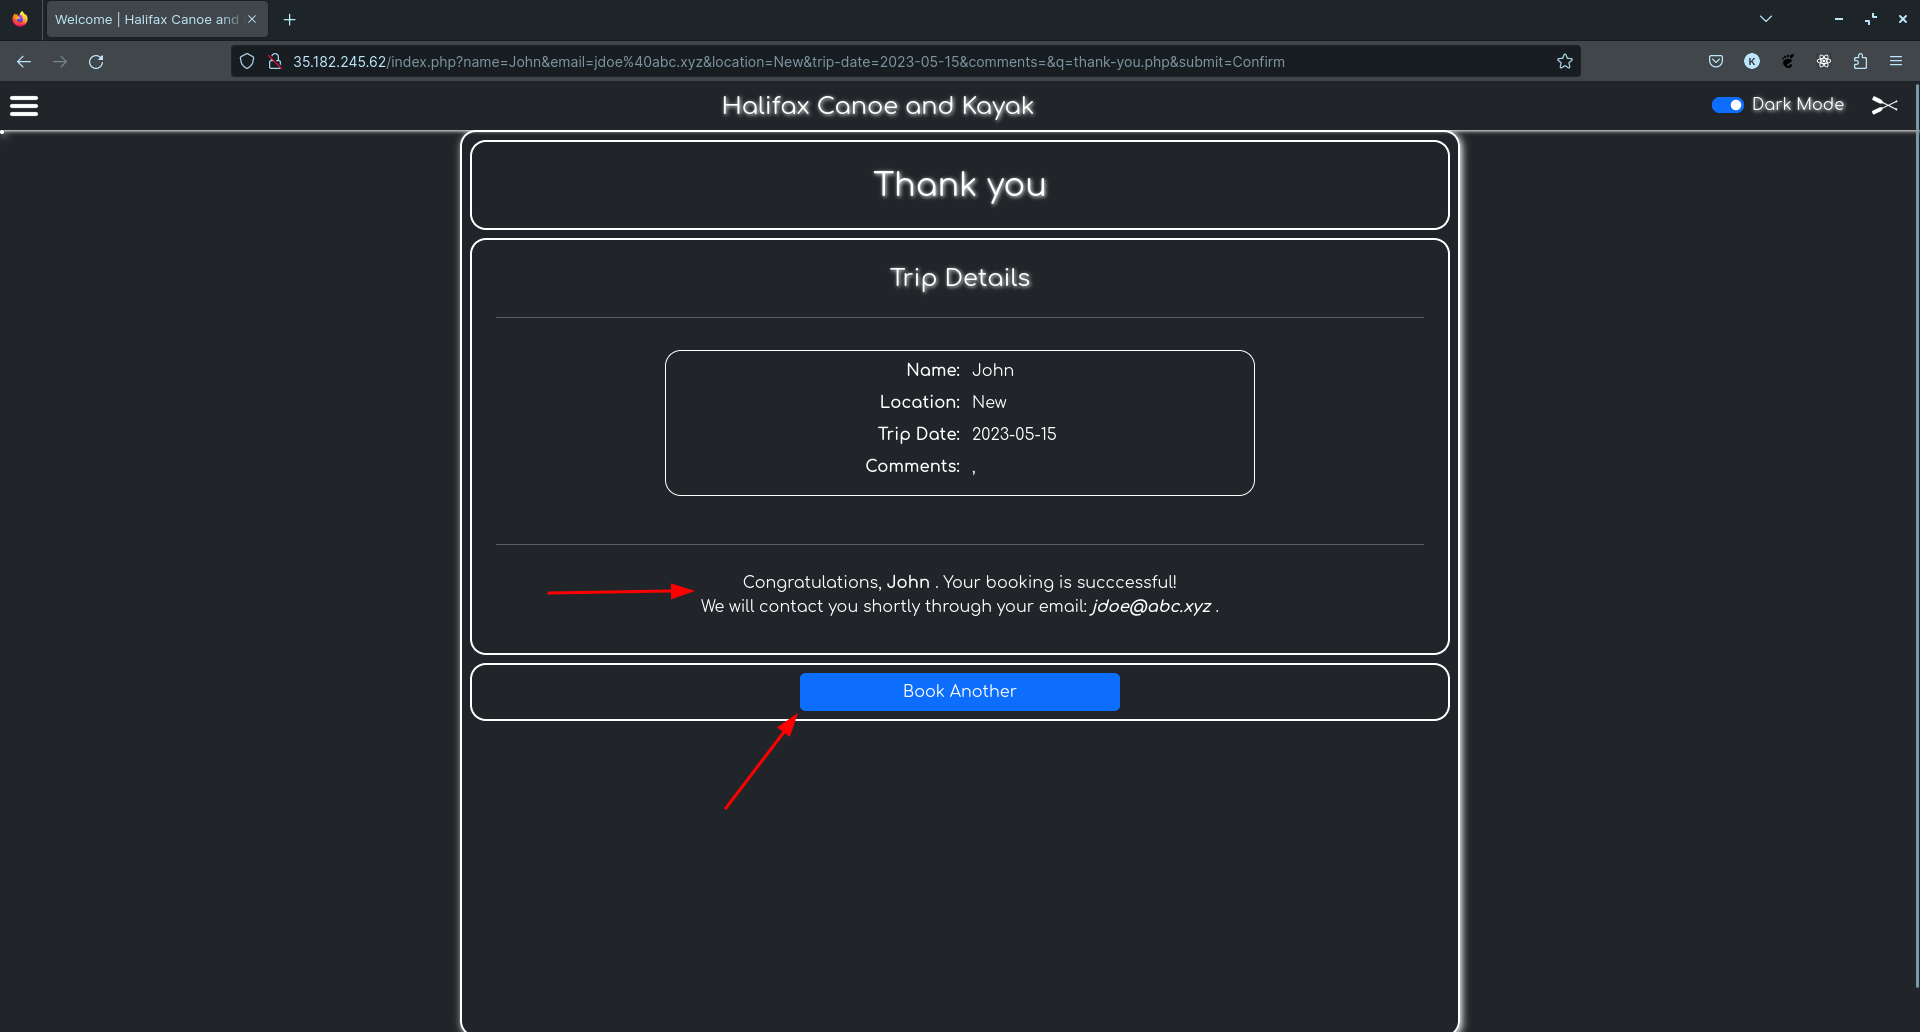 Welcome | Halifax Canoe and
35.182.245.62/index.php?name=John&email=jdoe%40abc.xyz&location=New&trip-date=2023-05-15&comments=&q=thank-you.php&submit=Confirm
K
Halifax Canoe and Kayak
Dark Mode
Thank you
Trip Details
Name: John
Location: New
Trip Date: 2023-05-15
Comments: ,
Congratulations, John . Your booking is succcessful!
We will contact you shortly through your email: jdoe@abc.xyz .
Book Another